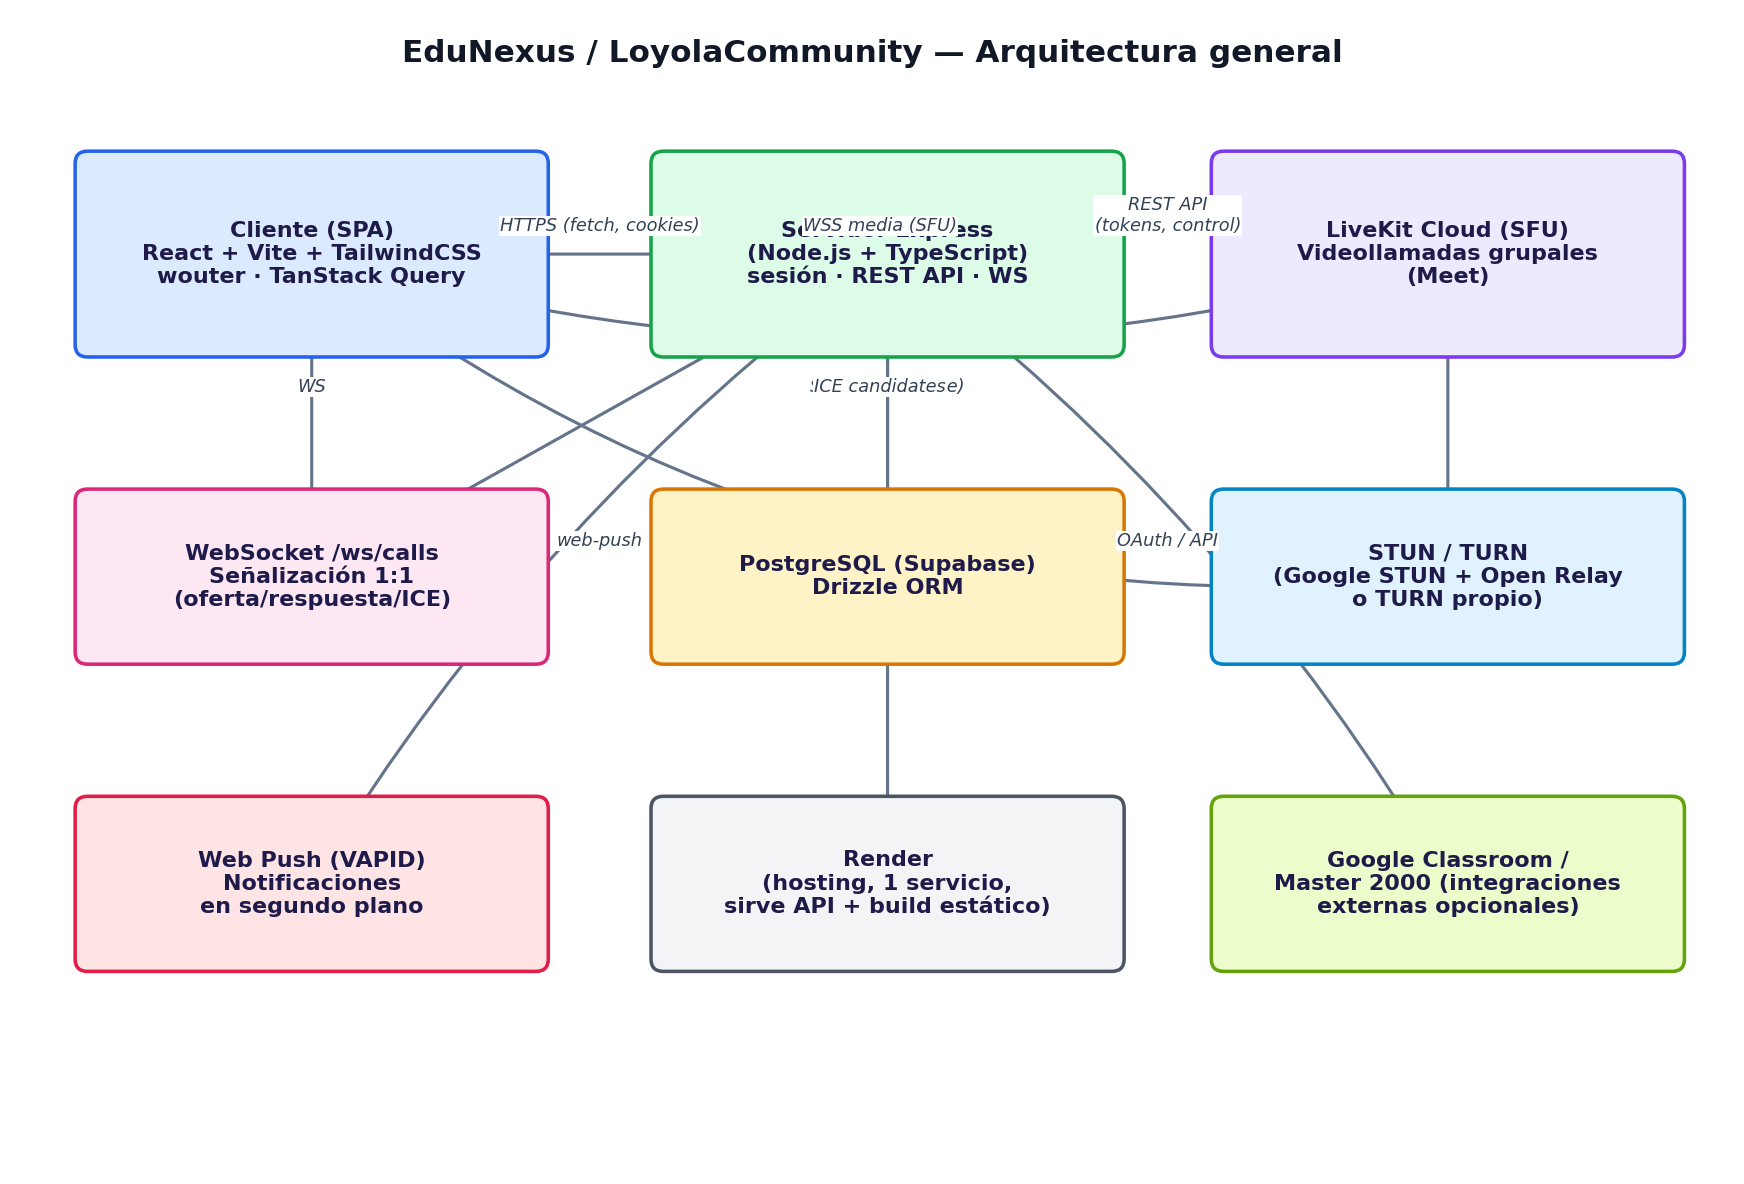 EduNexus / LoyolaCommunity — Arquitectura general
Cliente (SPA)
React + Vite + TailwindCSS
wouter · TanStack Query
HTTPS (fetch, cookies)
WSS media (SFU)
(Node.js + TypeScript)
sesión · REST API · WS
REST API
(tokens, control)
LiveKit Cloud (SFU)
Videollamadas grupales
(Meet)
WS
ICE candidates
WebSocket /ws/calls
Señalización 1:1
(oferta/respuesta/ICE)
web-push
PostgreSQL (Supabase)
Drizzle ORM
OAuth / API
STUN / TURN
(Google STUN + Open Relay
o TURN propio)
Web Push (VAPID)
Notificaciones
en segundo plano
Render
(hosting, 1 servicio,
sirve API + build estático)
Google Classroom /
Master 2000 (integraciones
externas opcionales)